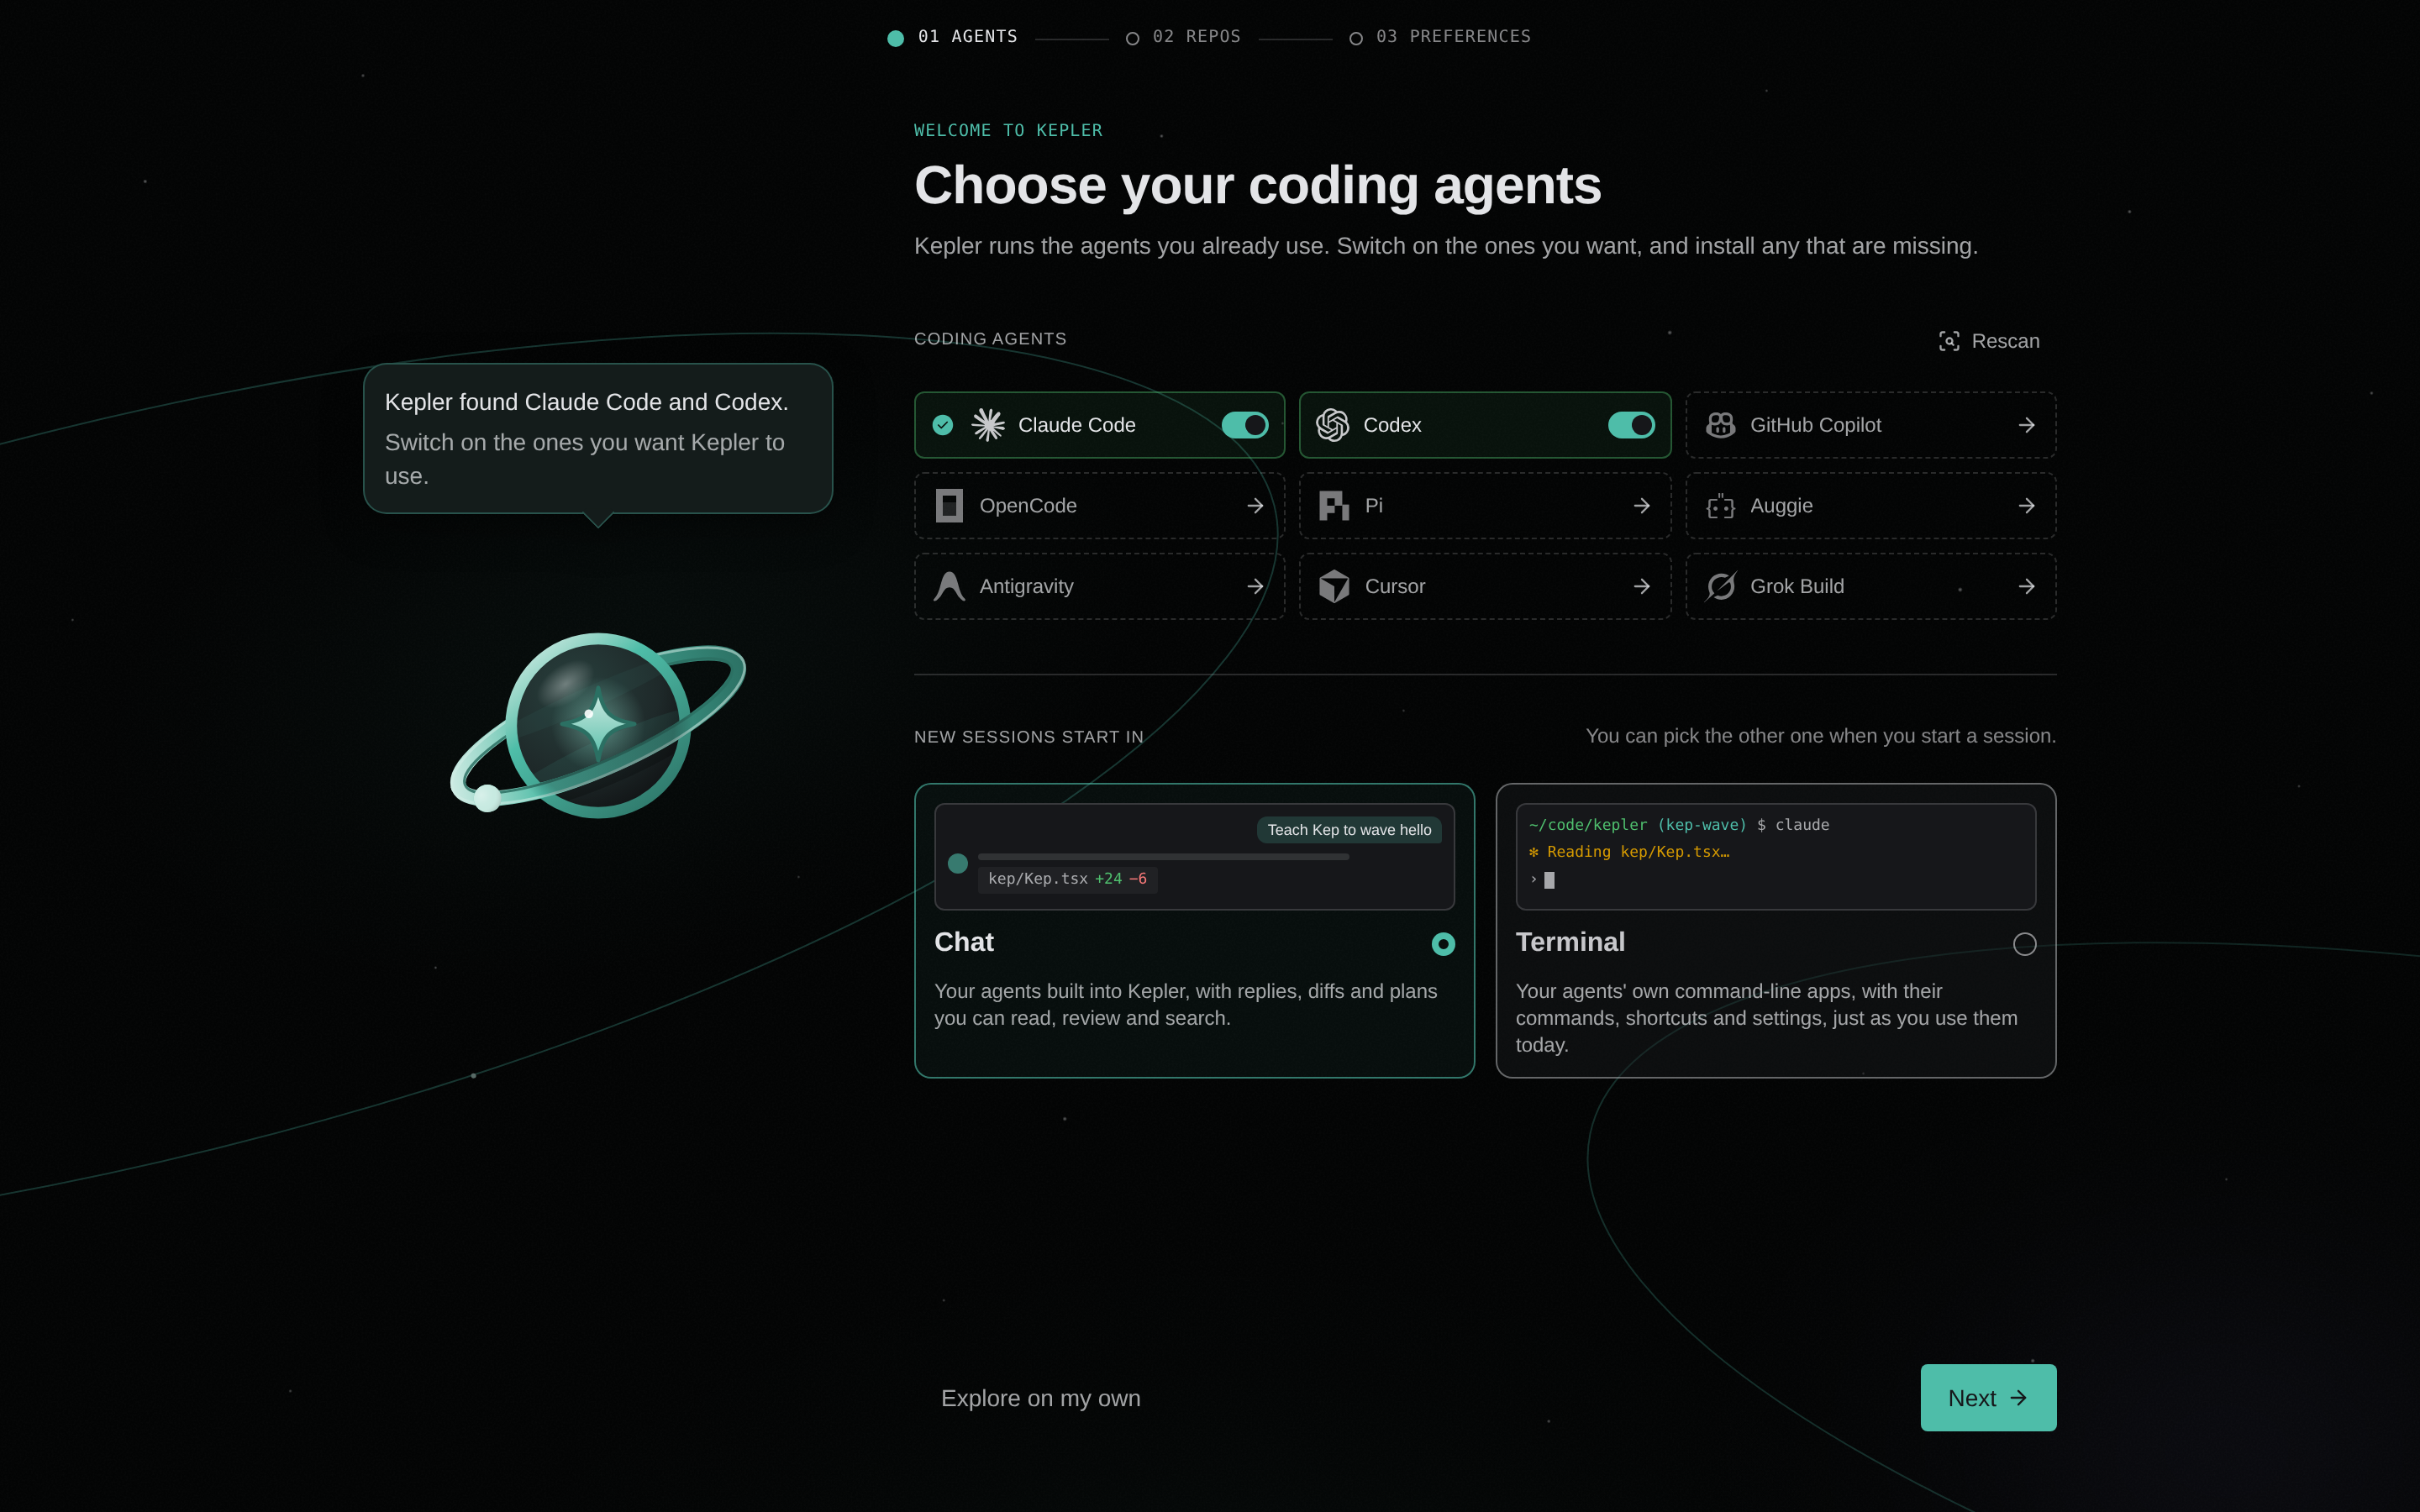 01 AGENTS
02 REPOS
03 PREFERENCES
WELCOME TO KEPLER
Choose your coding agents
Kepler runs the agents you already use. Switch on the ones you want, and install any that are missing.
Kepler found Claude Code and Codex.
Switch on the ones you want Kepler to
use.
CODING AGENTS
Rescan
Claude Code
Codex
GitHub Copilot
OpenCode
Pi
Auggie
Antigravity
Cursor
Grok Build
NEW SESSIONS START IN
You can pick the other one when you start a session.
Teach Kep to wave hello
kep/Kep.tsx +24 −6
Chat
Your agents built into Kepler, with replies, diffs and plans
you can read, review and search.
~/code/kepler (kep-wave) $ claude
✻ Reading kep/Kep.tsx…
›
Terminal
Your agents' own command-line apps, with their
commands, shortcuts and settings, just as you use them
today.
Explore on my own
Next →